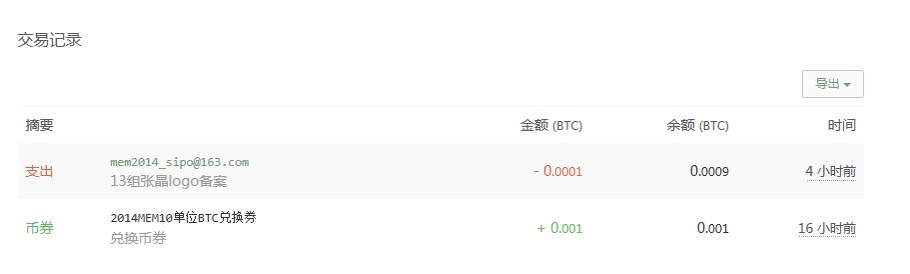 交易记录
导出
摘要 金额 (BTC) 余额 (BTC) 时间
支出 mem2014_sipo@163.com - 0.0001 0.0009 4 小时前
13组张晶logo备案
币券 2014MEM10单位BTC兑换券 + 0.001 0.001 16 小时前
兑换币券